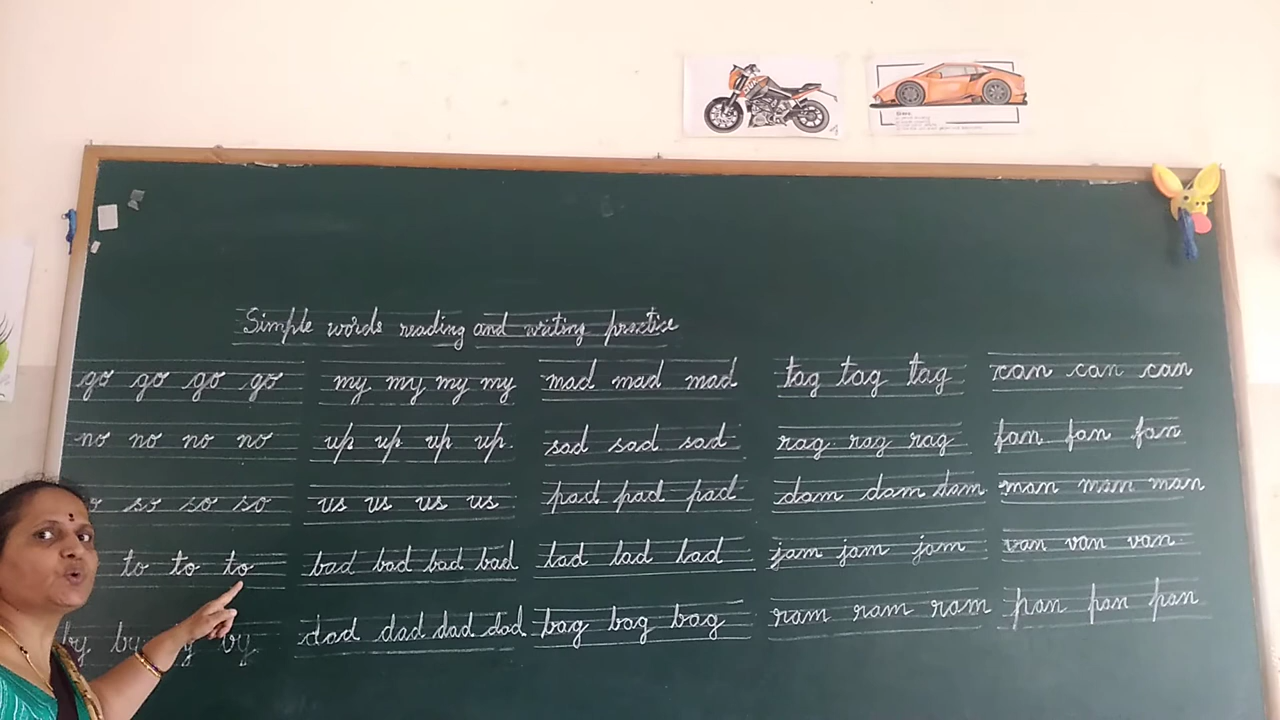 Simple words reading and writing practice
go go go go my my my my mad mad mad tag tag tag can can can
no no no no up up up up. sad sad sad rag rag rag fan fan fan
so so so us us us us pad pad pad dam dam dam man man man
to to to bad bad bad bad lad lad lad jam jam jam van van van
by by by dad dad dad dad bag bag bag ram ram ram pan pan pan